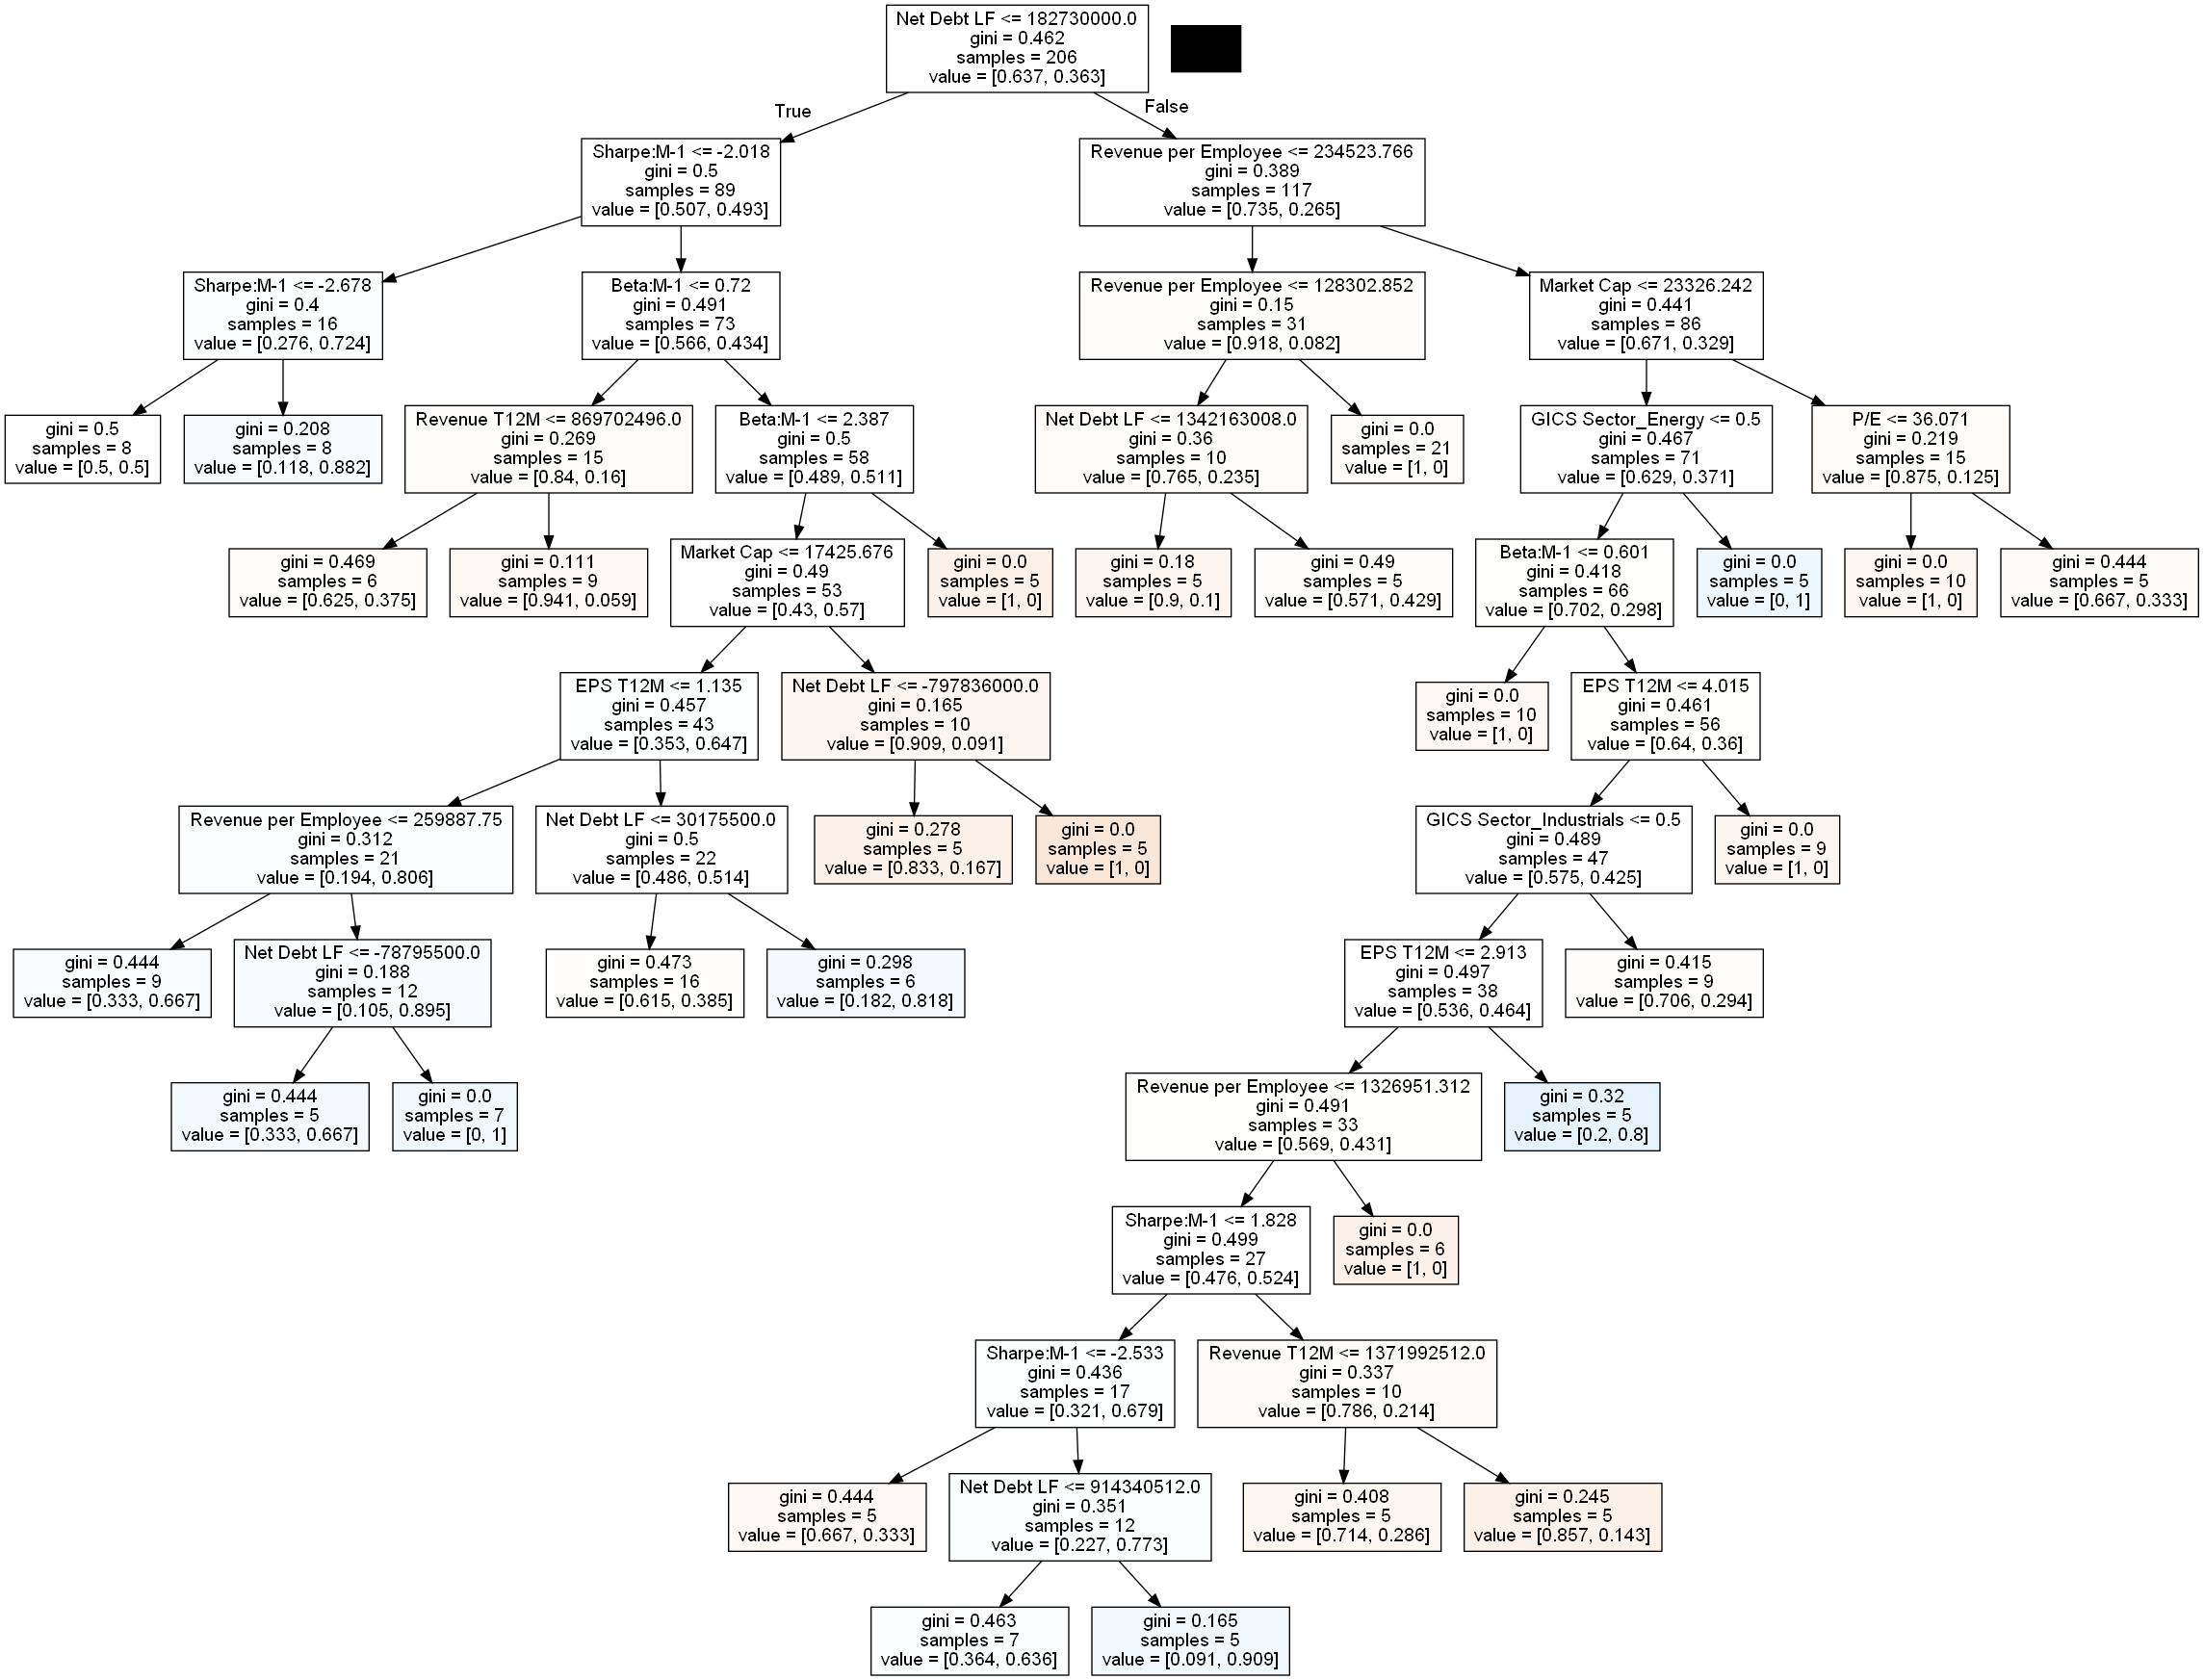 Net Debt LF <= 182730000.0
gini = 0.462
samples = 206
value = [0.637, 0.363]
True
False
Sharpe:M-1 <= -2.018
gini = 0.5
samples = 89
value = [0.507, 0.493]
Revenue per Employee <= 234523.766
gini = 0.389
samples = 117
value = [0.735, 0.265]
Sharpe:M-1 <= -2.678
gini = 0.4
samples = 16
value = [0.276, 0.724]
Beta:M-1 <= 0.72
gini = 0.491
samples = 73
value = [0.566, 0.434]
Revenue per Employee <= 128302.852
gini = 0.15
samples = 31
value = [0.918, 0.082]
Market Cap <= 23326.242
gini = 0.441
samples = 86
value = [0.671, 0.329]
gini = 0.5
samples = 8
value = [0.5, 0.5]
gini = 0.208
samples = 8
value = [0.118, 0.882]
Revenue T12M <= 869702496.0
gini = 0.269
samples = 15
value = [0.84, 0.16]
Beta:M-1 <= 2.387
gini = 0.5
samples = 58
value = [0.489, 0.511]
Net Debt LF <= 1342163008.0
gini = 0.36
samples = 10
value = [0.765, 0.235]
gini = 0.0
samples = 21
value = [1, 0]
GICS Sector_Energy <= 0.5
gini = 0.467
samples = 71
value = [0.629, 0.371]
P/E <= 36.071
gini = 0.219
samples = 15
value = [0.875, 0.125]
gini = 0.469
samples = 6
value = [0.625, 0.375]
gini = 0.111
samples = 9
value = [0.941, 0.059]
Market Cap <= 17425.676
gini = 0.49
samples = 53
value = [0.43, 0.57]
gini = 0.0
samples = 5
value = [1, 0]
gini = 0.18
samples = 5
value = [0.9, 0.1]
gini = 0.49
samples = 5
value = [0.571, 0.429]
Beta:M-1 <= 0.601
gini = 0.418
samples = 66
value = [0.702, 0.298]
gini = 0.0
samples = 5
value = [0, 1]
gini = 0.0
samples = 10
value = [1, 0]
gini = 0.444
samples = 5
value = [0.667, 0.333]
EPS T12M <= 1.135
gini = 0.457
samples = 43
value = [0.353, 0.647]
Net Debt LF <= -797836000.0
gini = 0.165
samples = 10
value = [0.909, 0.091]
gini = 0.0
samples = 10
value = [1, 0]
EPS T12M <= 4.015
gini = 0.461
samples = 56
value = [0.64, 0.36]
Revenue per Employee <= 259887.75
gini = 0.312
samples = 21
value = [0.194, 0.806]
Net Debt LF <= 30175500.0
gini = 0.5
samples = 22
value = [0.486, 0.514]
gini = 0.278
samples = 5
value = [0.833, 0.167]
gini = 0.0
samples = 5
value = [1, 0]
GICS Sector_Industrials <= 0.5
gini = 0.489
samples = 47
value = [0.575, 0.425]
gini = 0.0
samples = 9
value = [1, 0]
gini = 0.444
samples = 9
value = [0.333, 0.667]
Net Debt LF <= -78795500.0
gini = 0.188
samples = 12
value = [0.105, 0.895]
gini = 0.473
samples = 16
value = [0.615, 0.385]
gini = 0.298
samples = 6
value = [0.182, 0.818]
EPS T12M <= 2.913
gini = 0.497
samples = 38
value = [0.536, 0.464]
gini = 0.415
samples = 9
value = [0.706, 0.294]
gini = 0.444
samples = 5
value = [0.333, 0.667]
gini = 0.0
samples = 7
value = [0, 1]
Revenue per Employee <= 1326951.312
gini = 0.491
samples = 33
value = [0.569, 0.431]
gini = 0.32
samples = 5
value = [0.2, 0.8]
Sharpe:M-1 <= 1.828
gini = 0.499
samples = 27
value = [0.476, 0.524]
gini = 0.0
samples = 6
value = [1, 0]
Sharpe:M-1 <= -2.533
gini = 0.436
samples = 17
value = [0.321, 0.679]
Revenue T12M <= 1371992512.0
gini = 0.337
samples = 10
value = [0.786, 0.214]
gini = 0.444
samples = 5
value = [0.667, 0.333]
Net Debt LF <= 914340512.0
gini = 0.351
samples = 12
value = [0.227, 0.773]
gini = 0.408
samples = 5
value = [0.714, 0.286]
gini = 0.245
samples = 5
value = [0.857, 0.143]
gini = 0.463
samples = 7
value = [0.364, 0.636]
gini = 0.165
samples = 5
value = [0.091, 0.909]